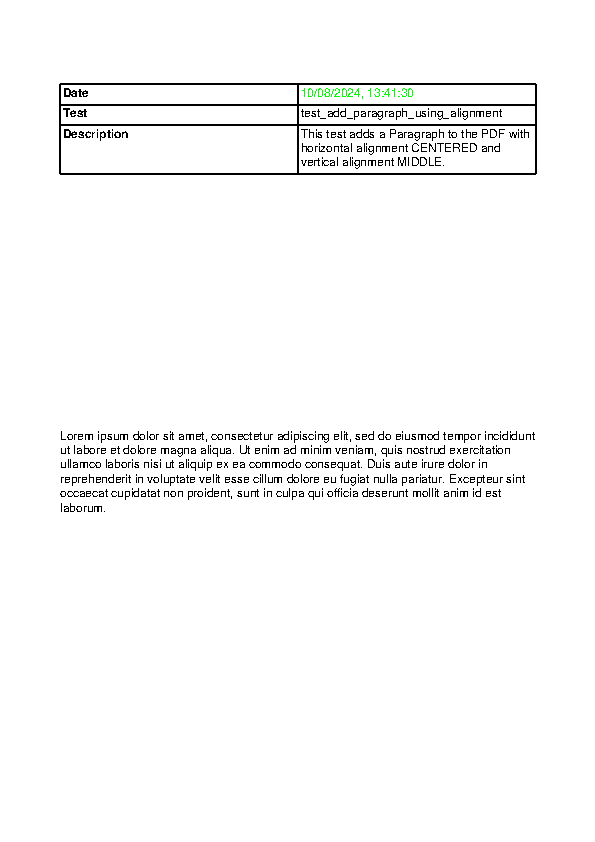 Date 10/08/2024, 13:41:30
Test test_add_paragraph_using_alignment
Description This test adds a Paragraph to the PDF with
horizontal alignment CENTERED and
vertical alignment MIDDLE.
Lorem ipsum dolor sit amet, consectetur adipiscing elit, sed do eiusmod tempor incididunt
ut labore et dolore magna aliqua. Ut enim ad minim veniam, quis nostrud exercitation
ullamco laboris nisi ut aliquip ex ea commodo consequat. Duis aute irure dolor in
reprehenderit in voluptate velit esse cillum dolore eu fugiat nulla pariatur. Excepteur sint
occaecat cupidatat non proident, sunt in culpa qui officia deserunt mollit anim id est
laborum.